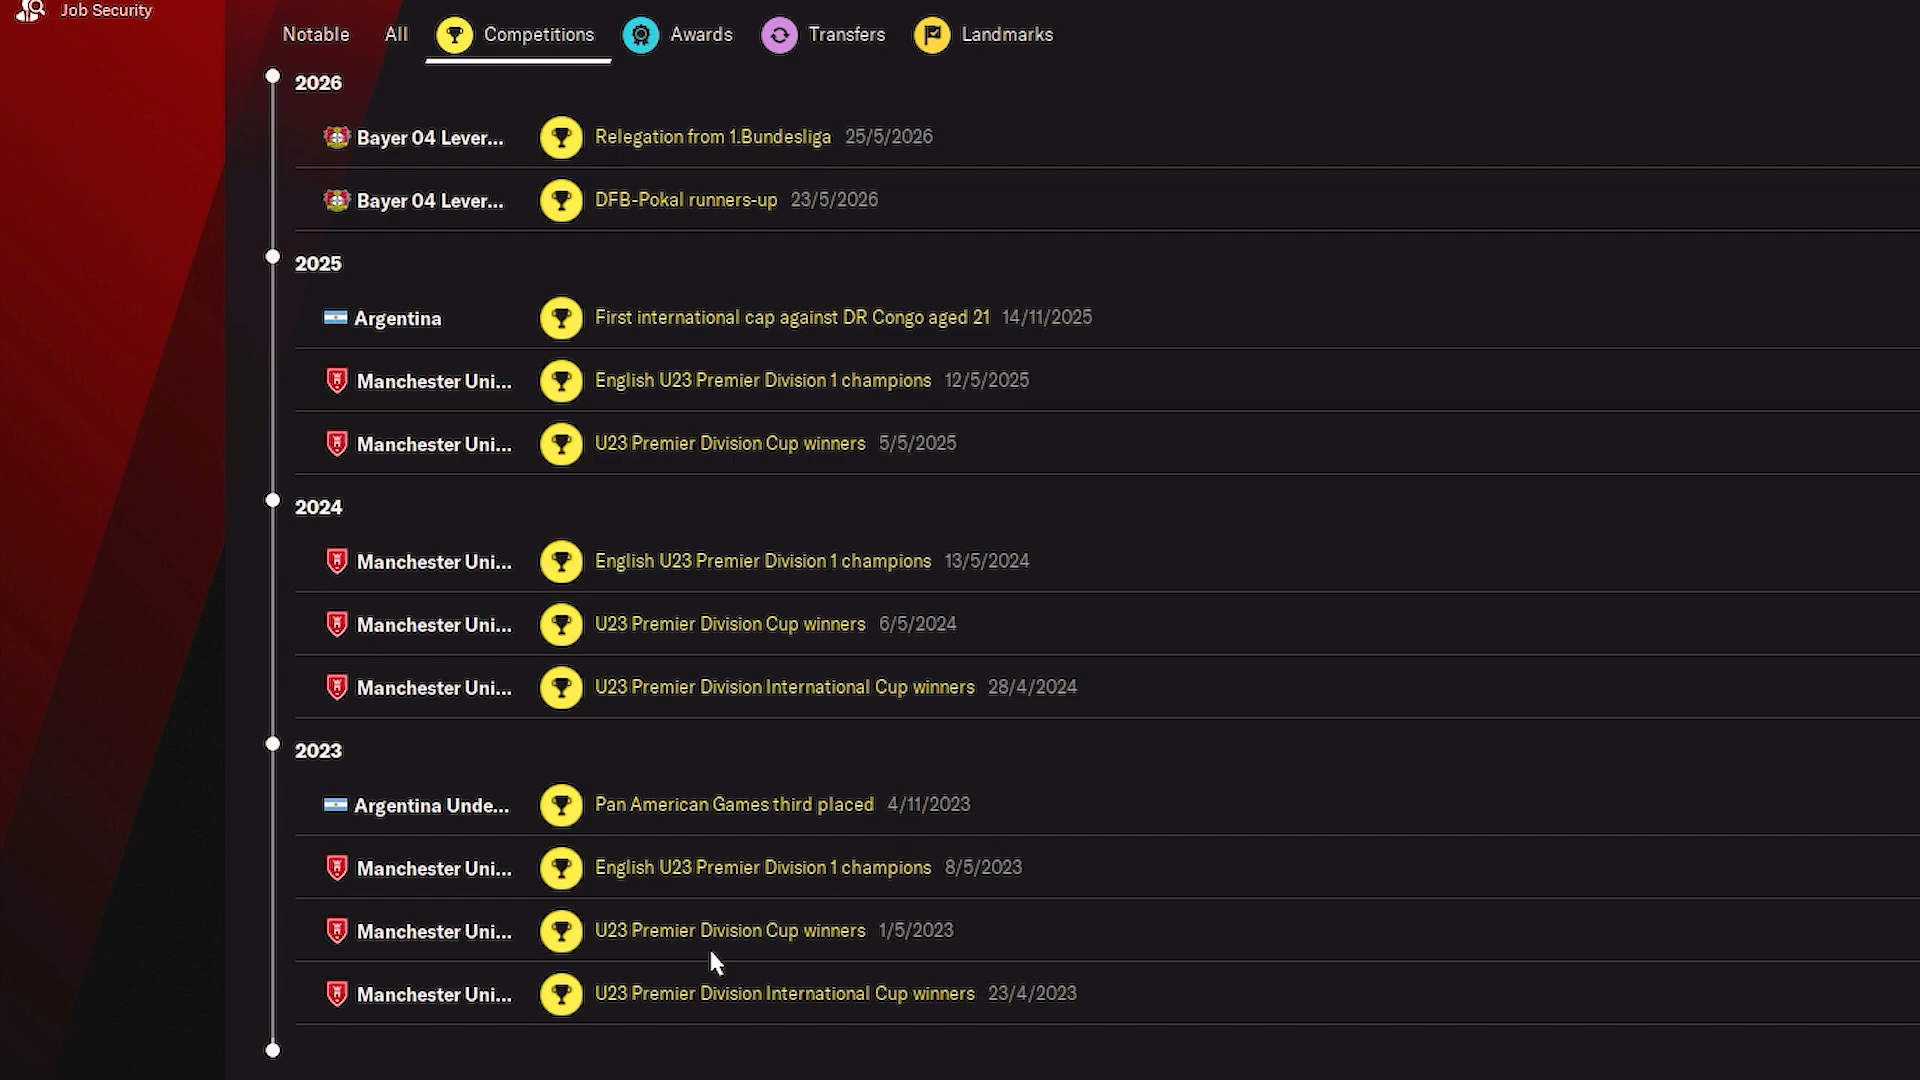 Job Security
Notable All Competitions Awards Transfers Landmarks
2026
Bayer 04 Lever... Relegation from 1.Bundesliga 25/5/2026
Bayer 04 Lever... DFB-Pokal runners-up 23/5/2026
2025
Argentina First international cap against DR Congo aged 21 14/11/2025
Manchester Uni... English U23 Premier Division 1 champions 12/5/2025
Manchester Uni... U23 Premier Division Cup winners 5/5/2025
2024
Manchester Uni... English U23 Premier Division 1 champions 13/5/2024
Manchester Uni... U23 Premier Division Cup winners 6/5/2024
Manchester Uni... U23 Premier Division International Cup winners 28/4/2024
2023
Argentina Unde... Pan American Games third placed 4/11/2023
Manchester Uni... English U23 Premier Division 1 champions 8/5/2023
Manchester Uni... U23 Premier Division Cup winners 1/5/2023
Manchester Uni... U23 Premier Division International Cup winners 23/4/2023